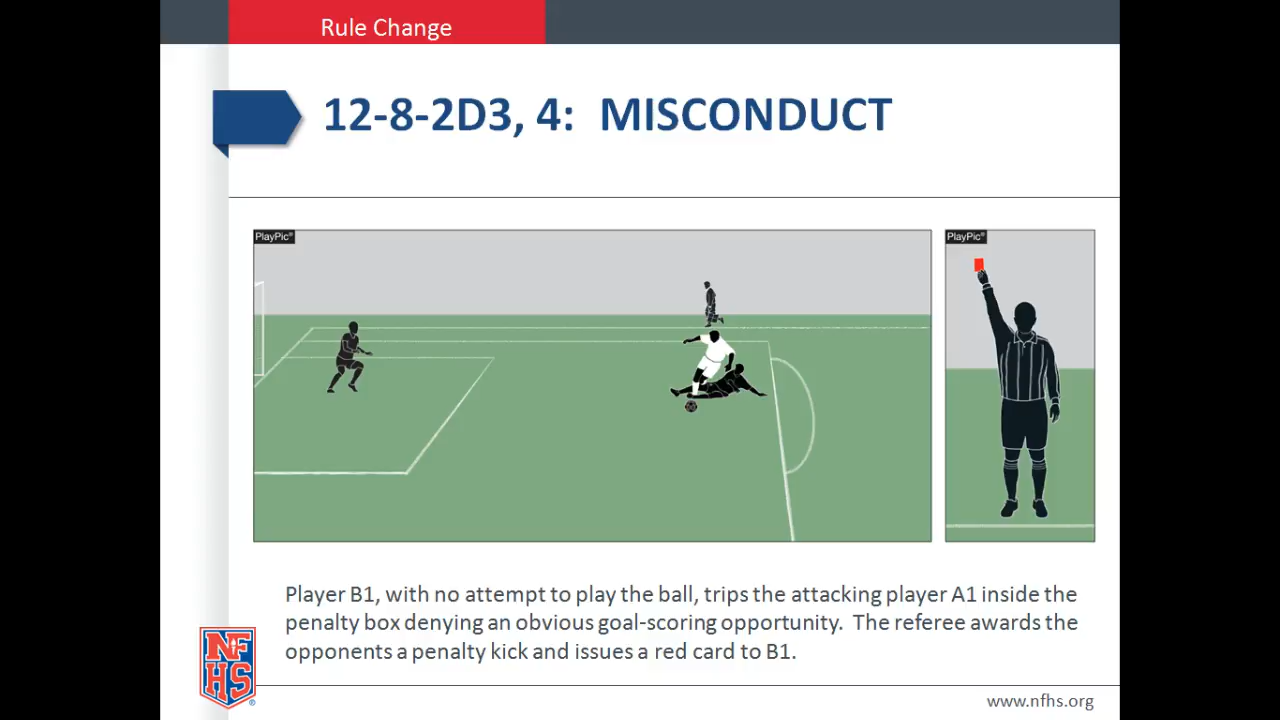 Rule Change
12-8-2D3, 4:  MISCONDUCT
PlayPic®
PlayPic®
Player B1, with no attempt to play the ball, trips the attacking player A1 inside the
penalty box denying an obvious goal-scoring opportunity.  The referee awards the
opponents a penalty kick and issues a red card to B1.
NF
HS®
www.nfhs.org